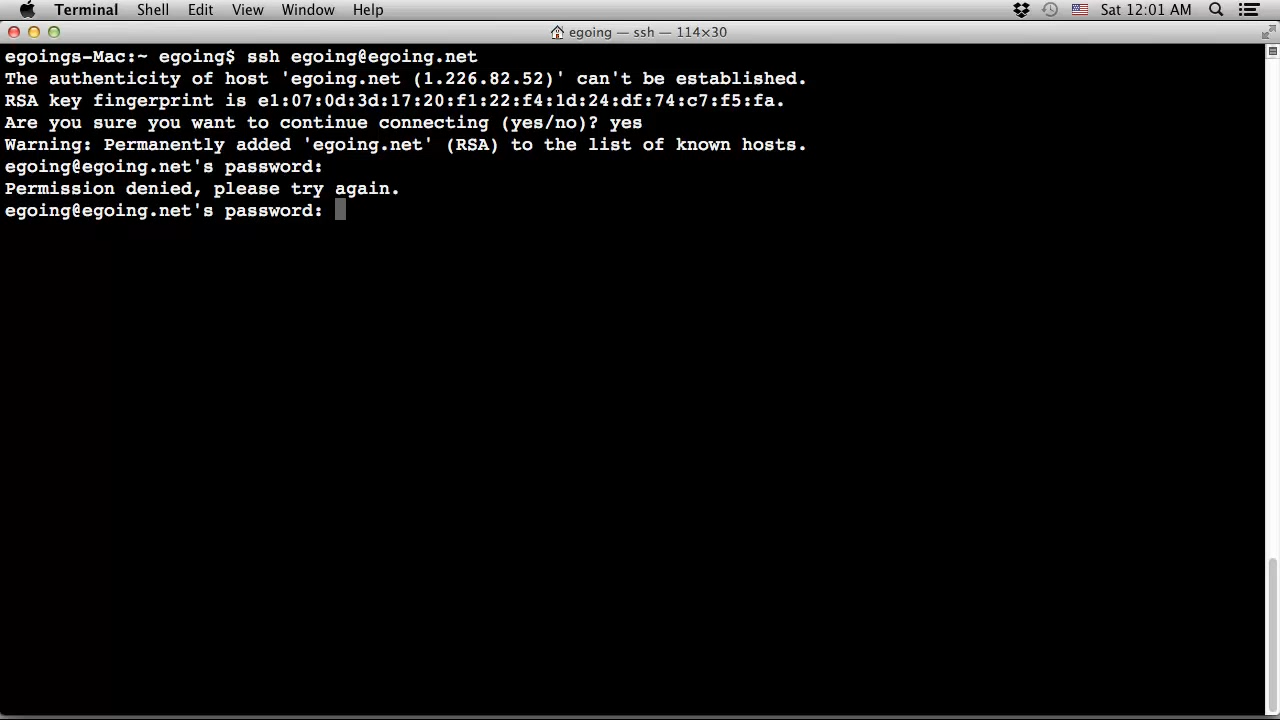 Terminal Shell Edit View Window Help Sat 12:01 AM
egoing — ssh — 114×30
egoings-Mac:~ egoing$ ssh egoing@egoing.net
The authenticity of host 'egoing.net (1.226.82.52)' can't be established.
RSA key fingerprint is e1:07:0d:3d:17:20:f1:22:f4:1d:24:df:74:c7:f5:fa.
Are you sure you want to continue connecting (yes/no)? yes
Warning: Permanently added 'egoing.net' (RSA) to the list of known hosts.
egoing@egoing.net's password:
Permission denied, please try again.
egoing@egoing.net's password: